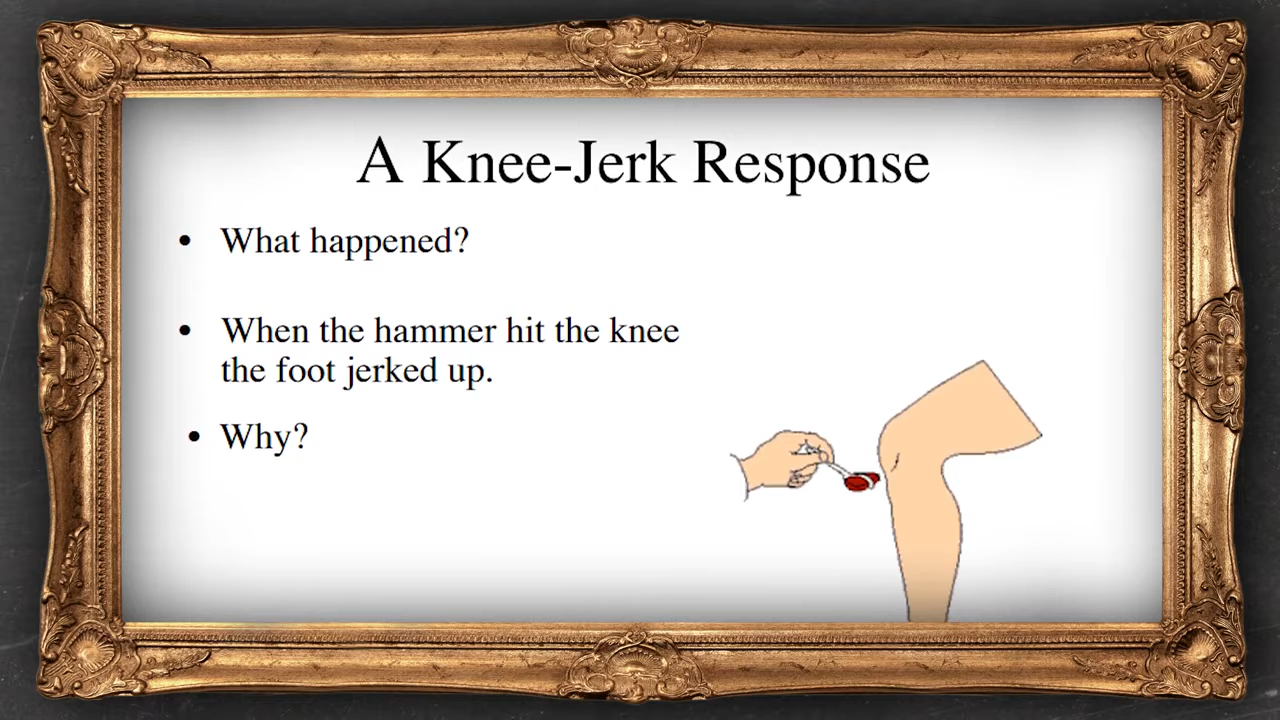 A Knee-Jerk Response
• What happened?
• When the hammer hit the knee
the foot jerked up.
• Why?